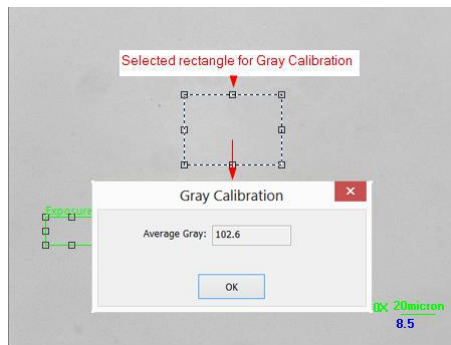 Selected rectangle for Gray Calibration
Gray Calibration
Exposure
Average Gray: 102.6
OK
0X 20micron
8.5